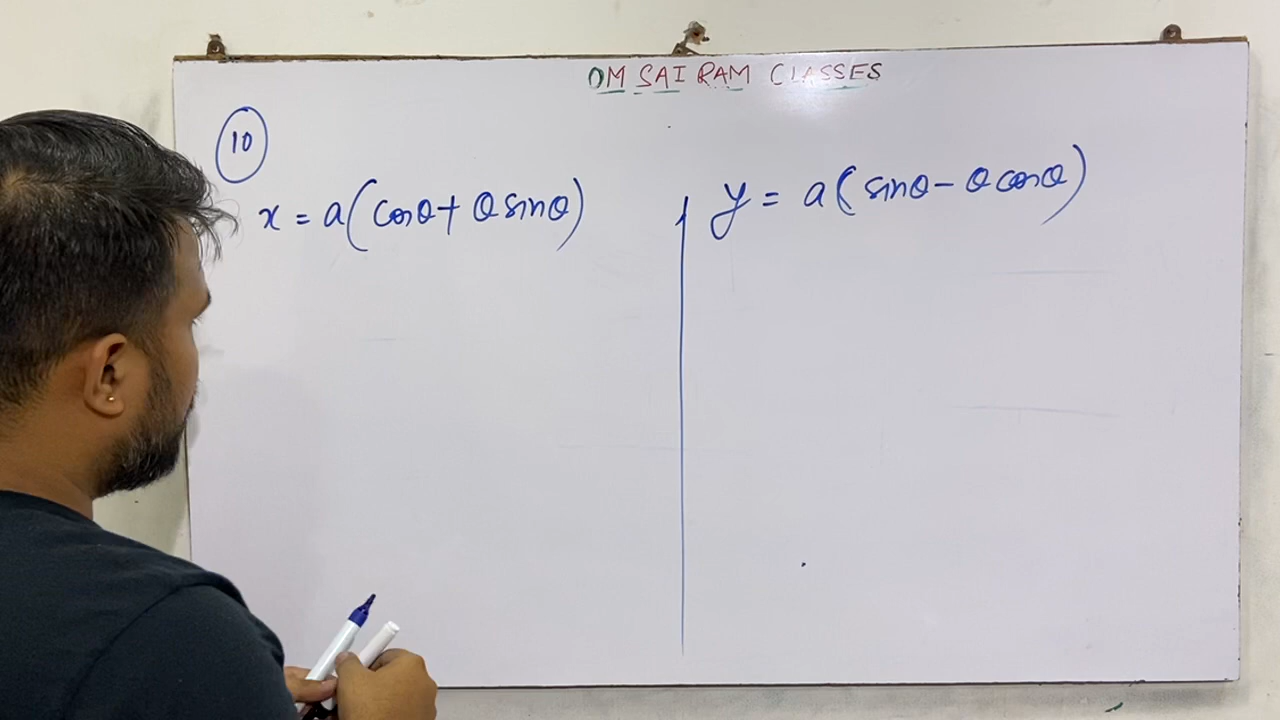 OM SAI RAM CLASSES
10
x = a(cosθ + θ sinθ)
y = a(sinθ - θ cosθ)